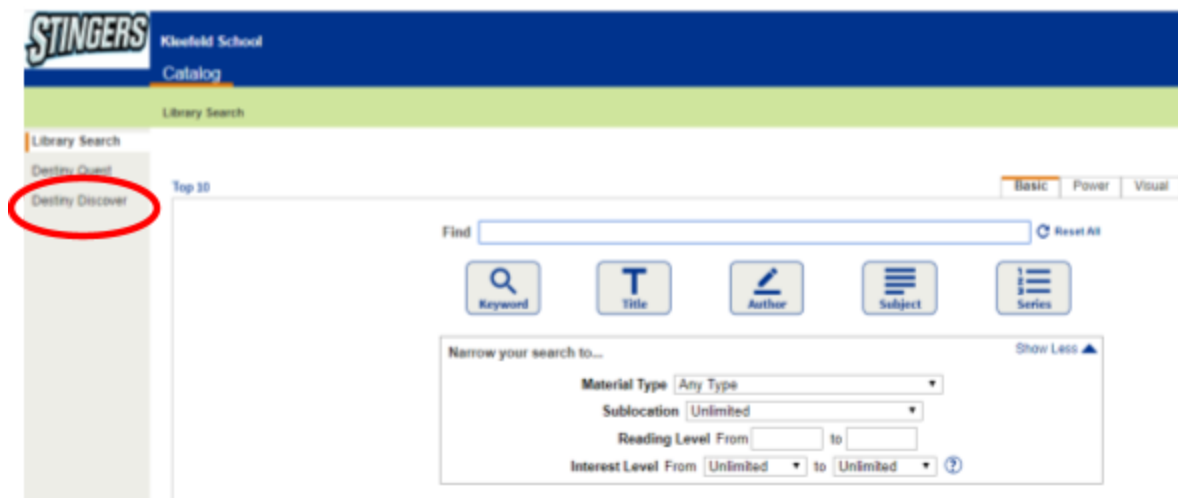 STINGERS
Kleefeld School
Catalog
Library Search
Library Search
Destiny Quest
Destiny Discover
Top 10
Basic Power Visual
Find Reset All
Keyword Title Author Subject Series
Narrow your search to... Show Less
Material Type Any Type
Sublocation Unlimited
Reading Level From to
Interest Level From Unlimited to Unlimited ?